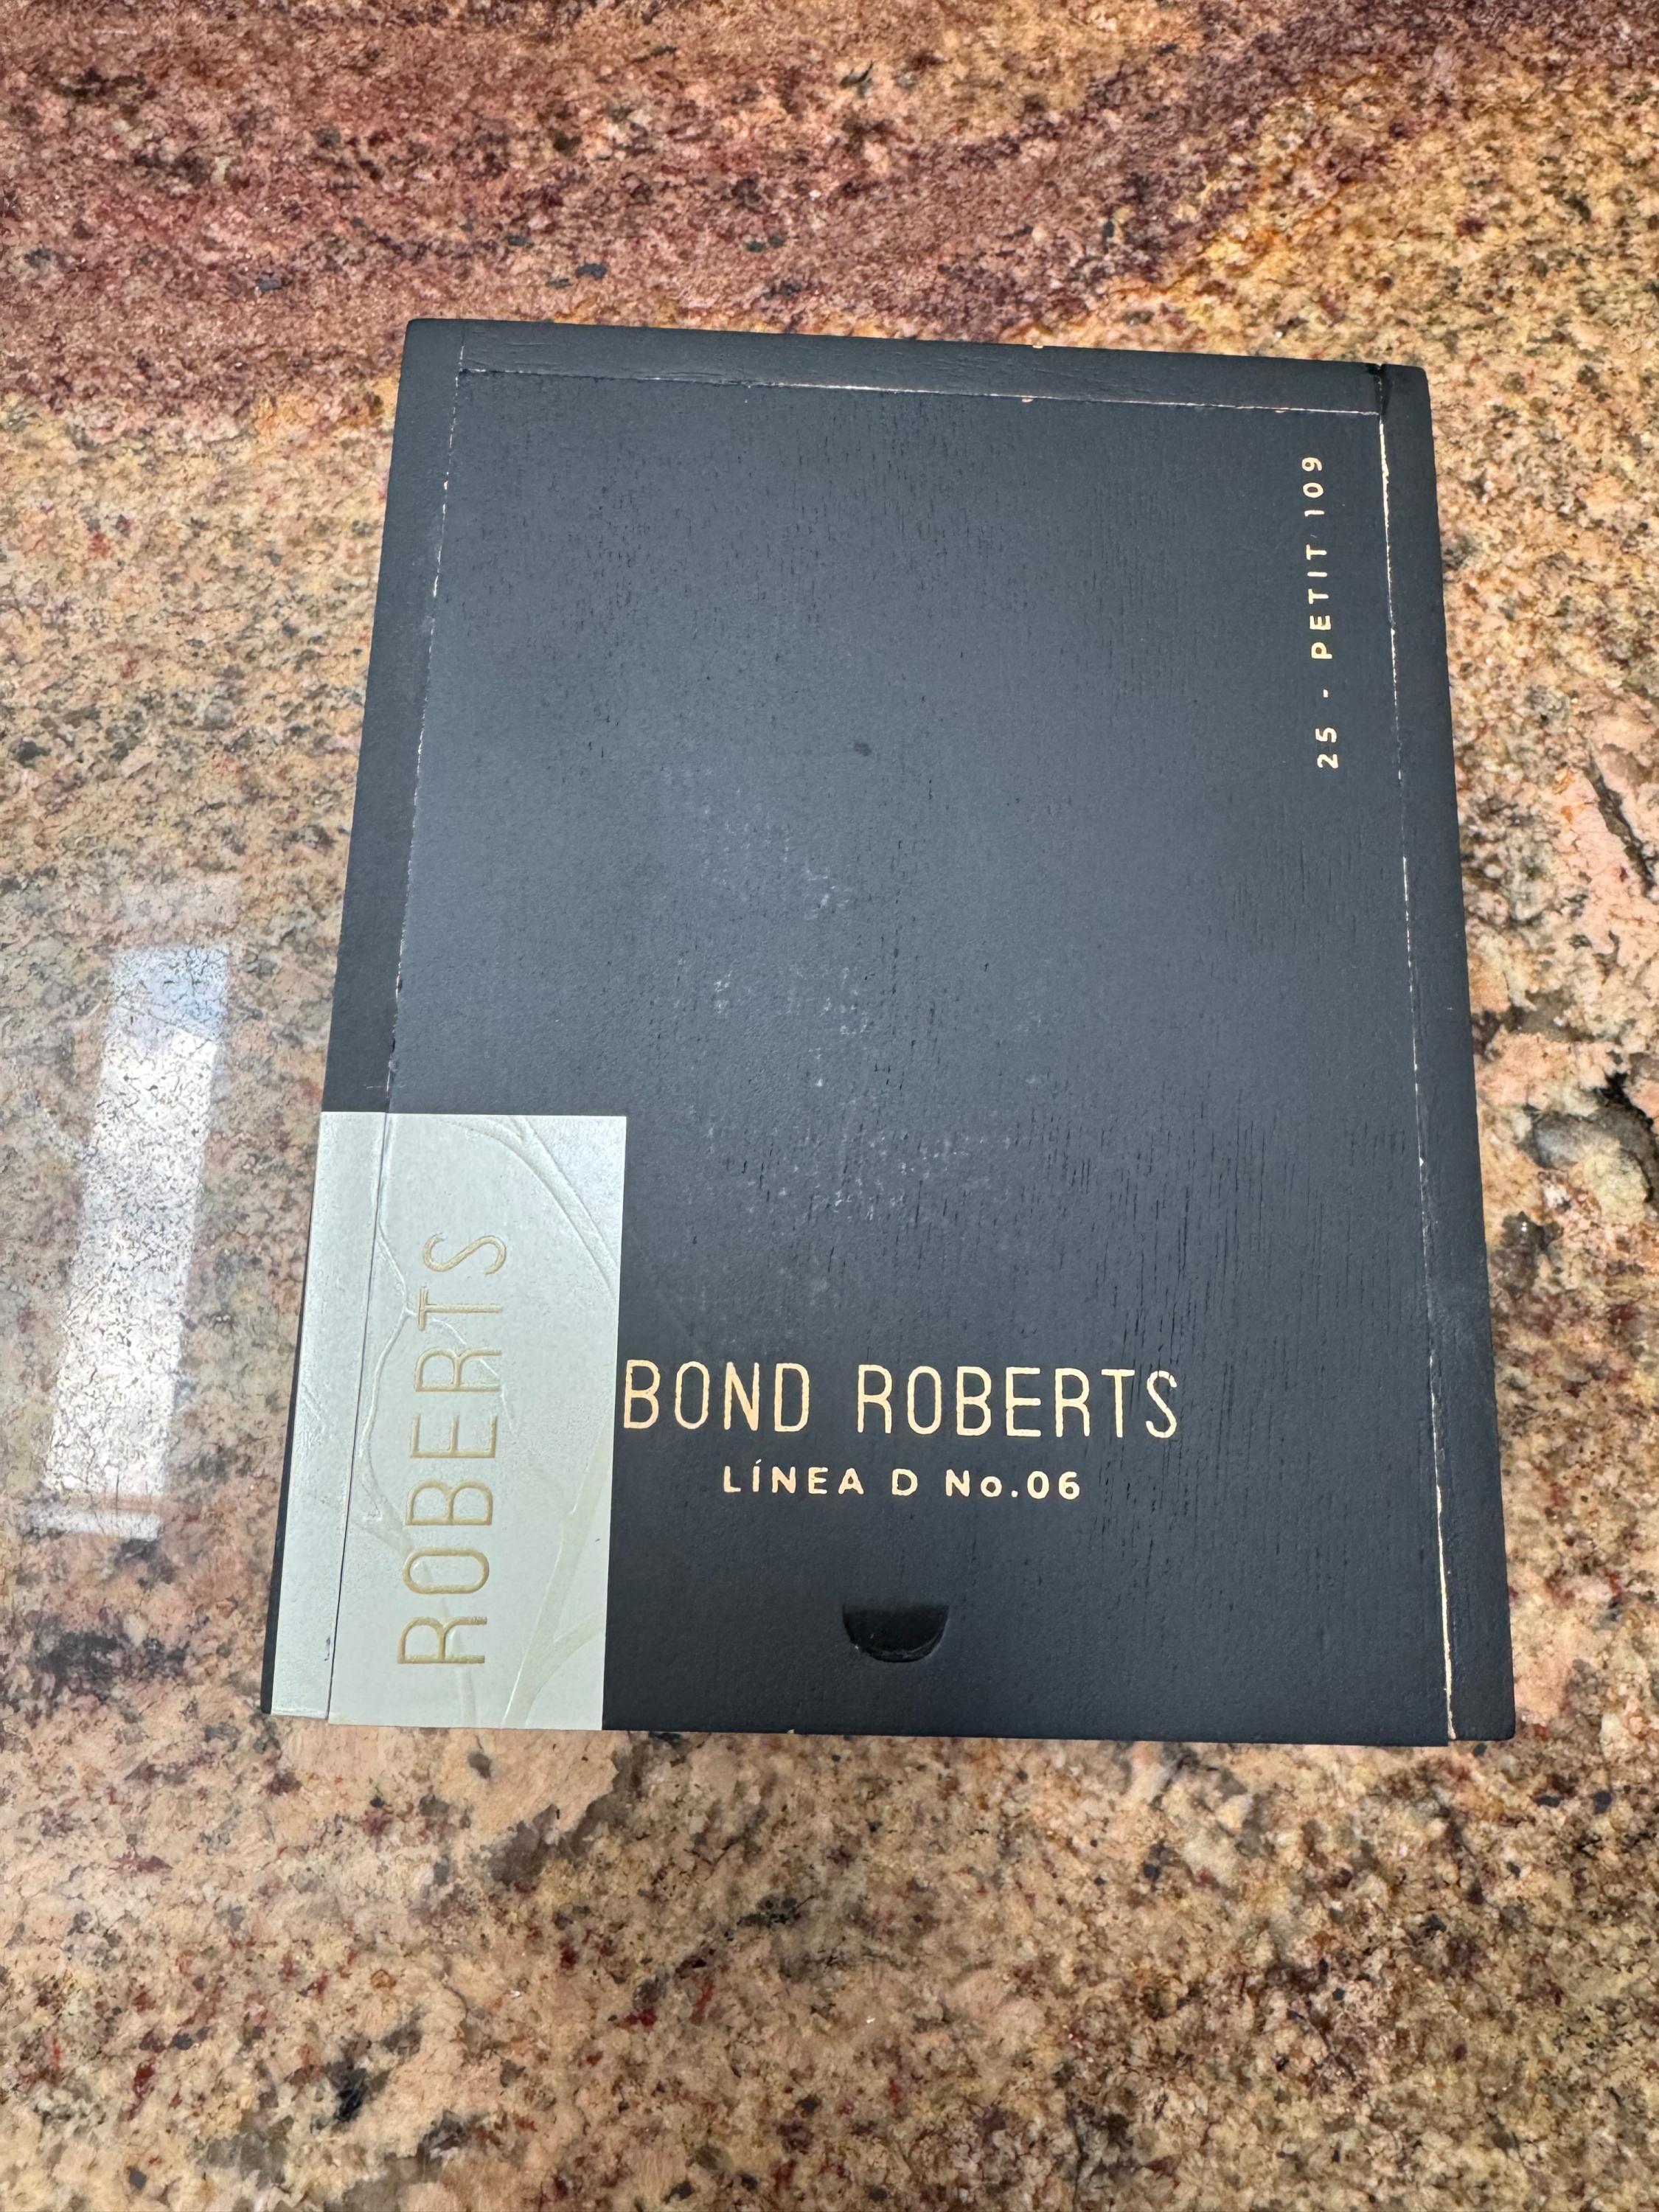 25 - PETIT 109
ROBERTS
BOND ROBERTS
LÍNEA D No.06